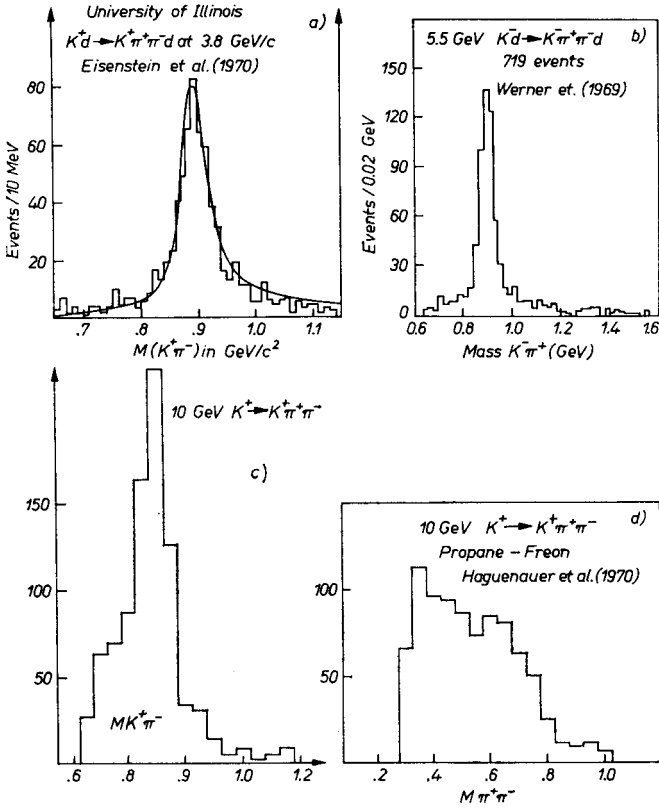 University of Illinois
a)
K⁺d→K⁺π⁺π⁻d at 3.8 GeV/c
Eisenstein et al.(1970)
Events/10 MeV
80
60
40
20
.7
.8
.9
1.0
1.1
M(K⁺π⁻) in GeV/c²
5.5 GeV K⁻d→K⁻π⁺π⁻d
b)
719 events
Werner et. (1969)
Events/0.02 GeV
150
120
90
60
30
0
0.6
0.8
1.0
1.2
1.4
1.6
Mass K⁻π⁺(GeV)
10 GeV K⁺→K⁺π⁺π⁻
c)
150
100
50
MK⁺π⁻
.6
.7
.8
.9
1.0
1.2
10 GeV K⁺→K⁺π⁺π⁻
d)
Propane – Freon
Haguenauer et al.(1970)
100
50
.2
.4
.6
.8
1.0
Mπ⁺π⁻